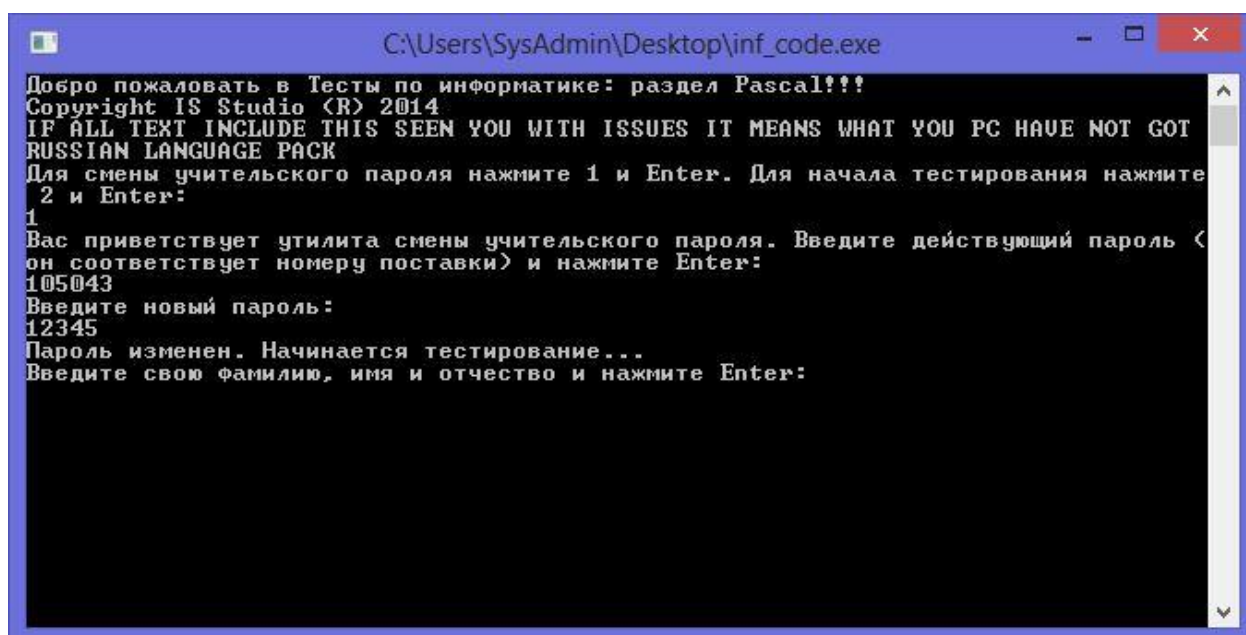 C:\Users\SysAdmin\Desktop\inf_code.exe
Добро пожаловать в Тесты по информатике: раздел Pascal!!!
Copyright IS Studio (R) 2014
IF ALL TEXT INCLUDE THIS SEEN YOU WITH ISSUES IT MEANS WHAT YOU PC HAVE NOT GOT
RUSSIAN LANGUAGE PACK
Для смены учительского пароля нажмите 1 и Enter. Для начала тестирования нажмите
2 и Enter:
1
Вас приветствует утилита смены учительского пароля. Введите действующий пароль (
он соответствует номеру поставки) и нажмите Enter:
105043
Введите новый пароль:
12345
Пароль изменен. Начинается тестирование...
Введите свою фамилию, имя и отчество и нажмите Enter: